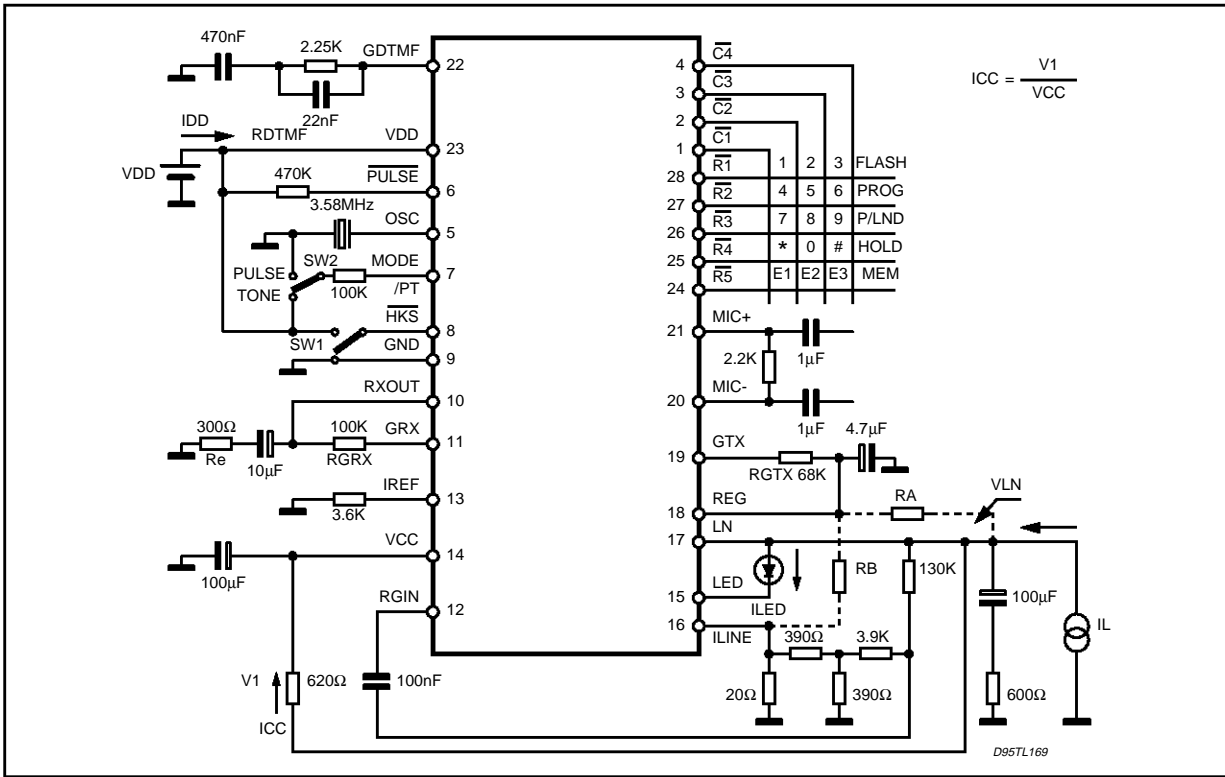 470nF
2.25K
GDTMF
22
22nF
IDD
RDTMF
VDD
23
VDD
470K
PULSE
6
3.58MHz
OSC
5
SW2
PULSE
TONE
MODE
7
100K
/PT
HKS
8
SW1
GND
9
RXOUT
10
300Ω
Re
10μF
100K
GRX
11
RGRX
IREF
13
3.6K
VCC
14
100μF
RGIN
12
V1
620Ω
100nF
ICC
4
C4
3
C3
2
C2
1
C1
ICC = V1
VCC
R1
1 2 3 FLASH
28
R2
4 5 6 PROG
27
R3
7 8 9 P/LND
26
R4
* 0 # HOLD
25
R5
E1 E2 E3 MEM
24
21
MIC+
2.2K
1μF
20
MIC-
1μF
19
GTX
4.7μF
RGTX 68K
18
REG
RA
VLN
17
LN
15
LED
ILED
RB
130K
100μF
IL
16
ILINE
390Ω
3.9K
20Ω
390Ω
600Ω
D95TL169